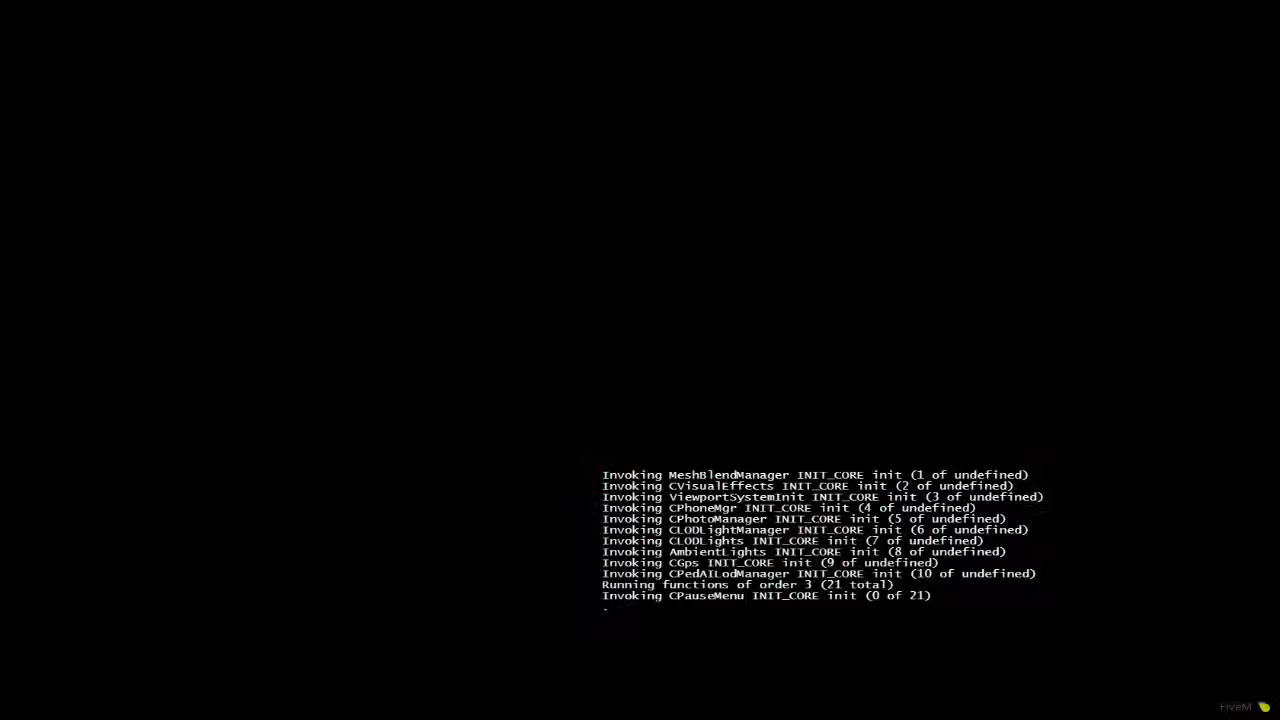 Invoking MeshBlendManager INIT_CORE init (1 of undefined)
Invoking CVisualEffects INIT_CORE init (2 of undefined)
Invoking ViewportSystemInit INIT_CORE init (3 of undefined)
Invoking CPhoneMgr INIT_CORE init (4 of undefined)
Invoking CPhotoManager INIT_CORE init (5 of undefined)
Invoking CLODLightManager INIT_CORE init (6 of undefined)
Invoking CLODLights INIT_CORE init (7 of undefined)
Invoking AmbientLights INIT_CORE init (8 of undefined)
Invoking CGps INIT_CORE init (9 of undefined)
Invoking CPedAILodManager INIT_CORE init (10 of undefined)
Running functions of order 3 (21 total)
Invoking CPauseMenu INIT_CORE init (0 of 21)
.
FiveM